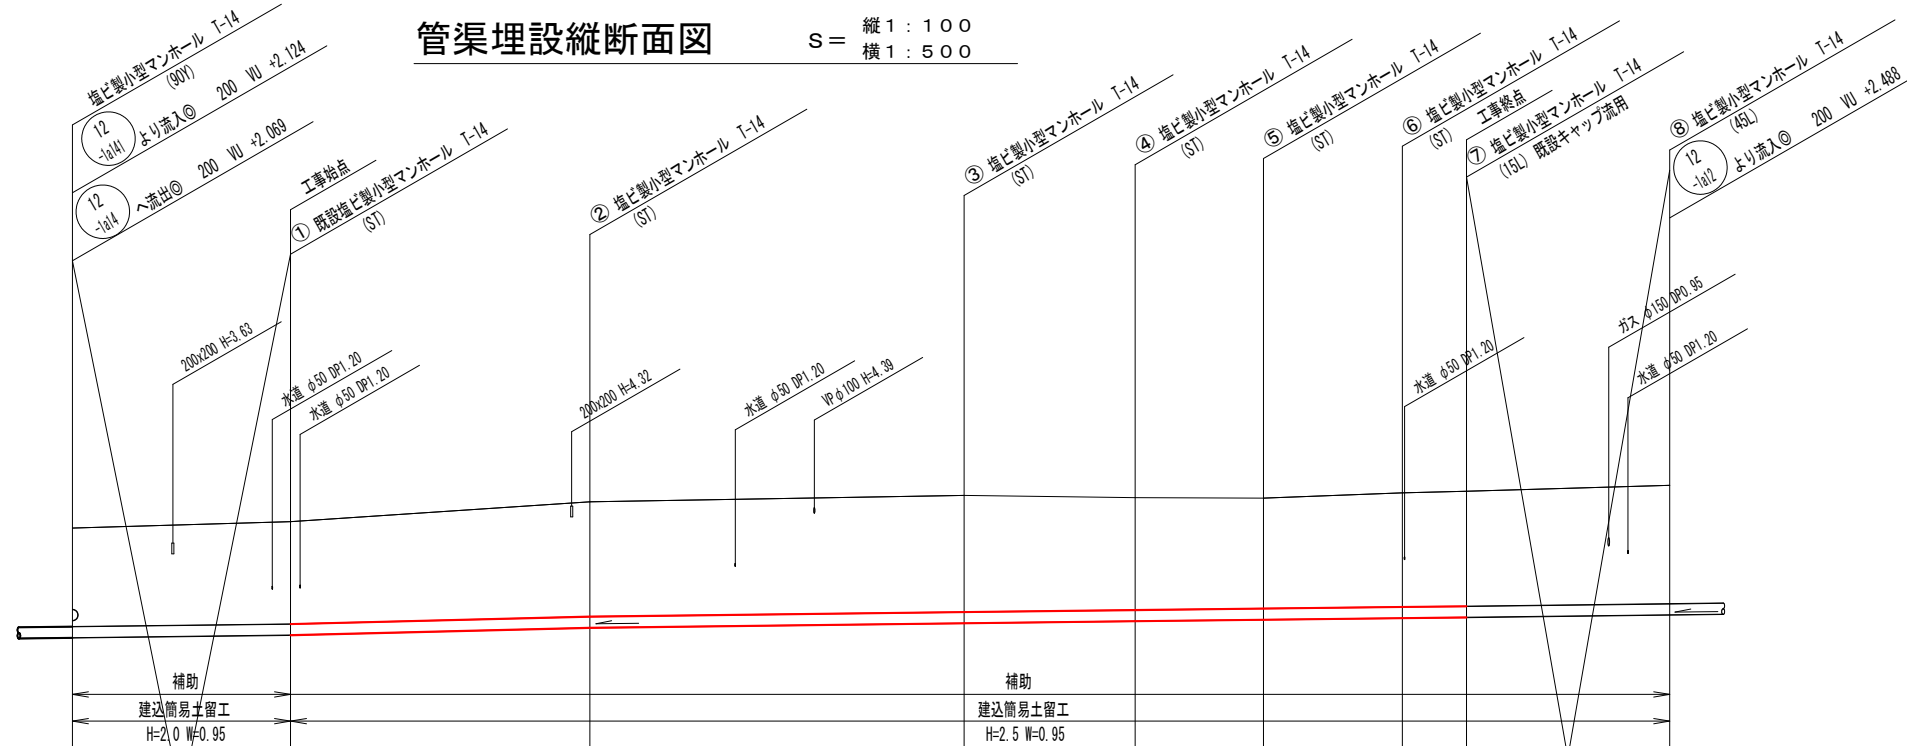 管渠埋設縦断面図
S=
縦1:100
横1:500
塩ビ製小型マンホール T-14
(90Y)
12
-1a141
より流入◎ 200 VU +2.124
12
-1a14
へ流出◎ 200 VU +2.069
工事始点
① 既設塩ビ製小型マンホール T-14
(ST)
② 塩ビ製小型マンホール T-14
(ST)
③ 塩ビ製小型マンホール T-14
(ST)
④ 塩ビ製小型マンホール T-14
(ST)
⑤ 塩ビ製小型マンホール T-14
(ST)
⑥ 塩ビ製小型マンホール T-14
(ST)
工事終点
⑦ 塩ビ製小型マンホール T-14
(15L) 既設キャップ流用
⑧ 塩ビ製小型マンホール T-14
(45L)
12
-1a12
より流入◎ 200 VU +2.488
200x200 H=3.63
水道 φ50 DP1.20
水道 φ50 DP1.20
200x200 H=4.32
水道 φ50 DP1.20
VPφ100 H=4.39
水道 φ50 DP1.20
ガス φ150 DP0.95
水道 φ50 DP1.20
補助
建込簡易土留工
H=2.0 W=0.95
補助
建込簡易土留工
H=2.5 W=0.95